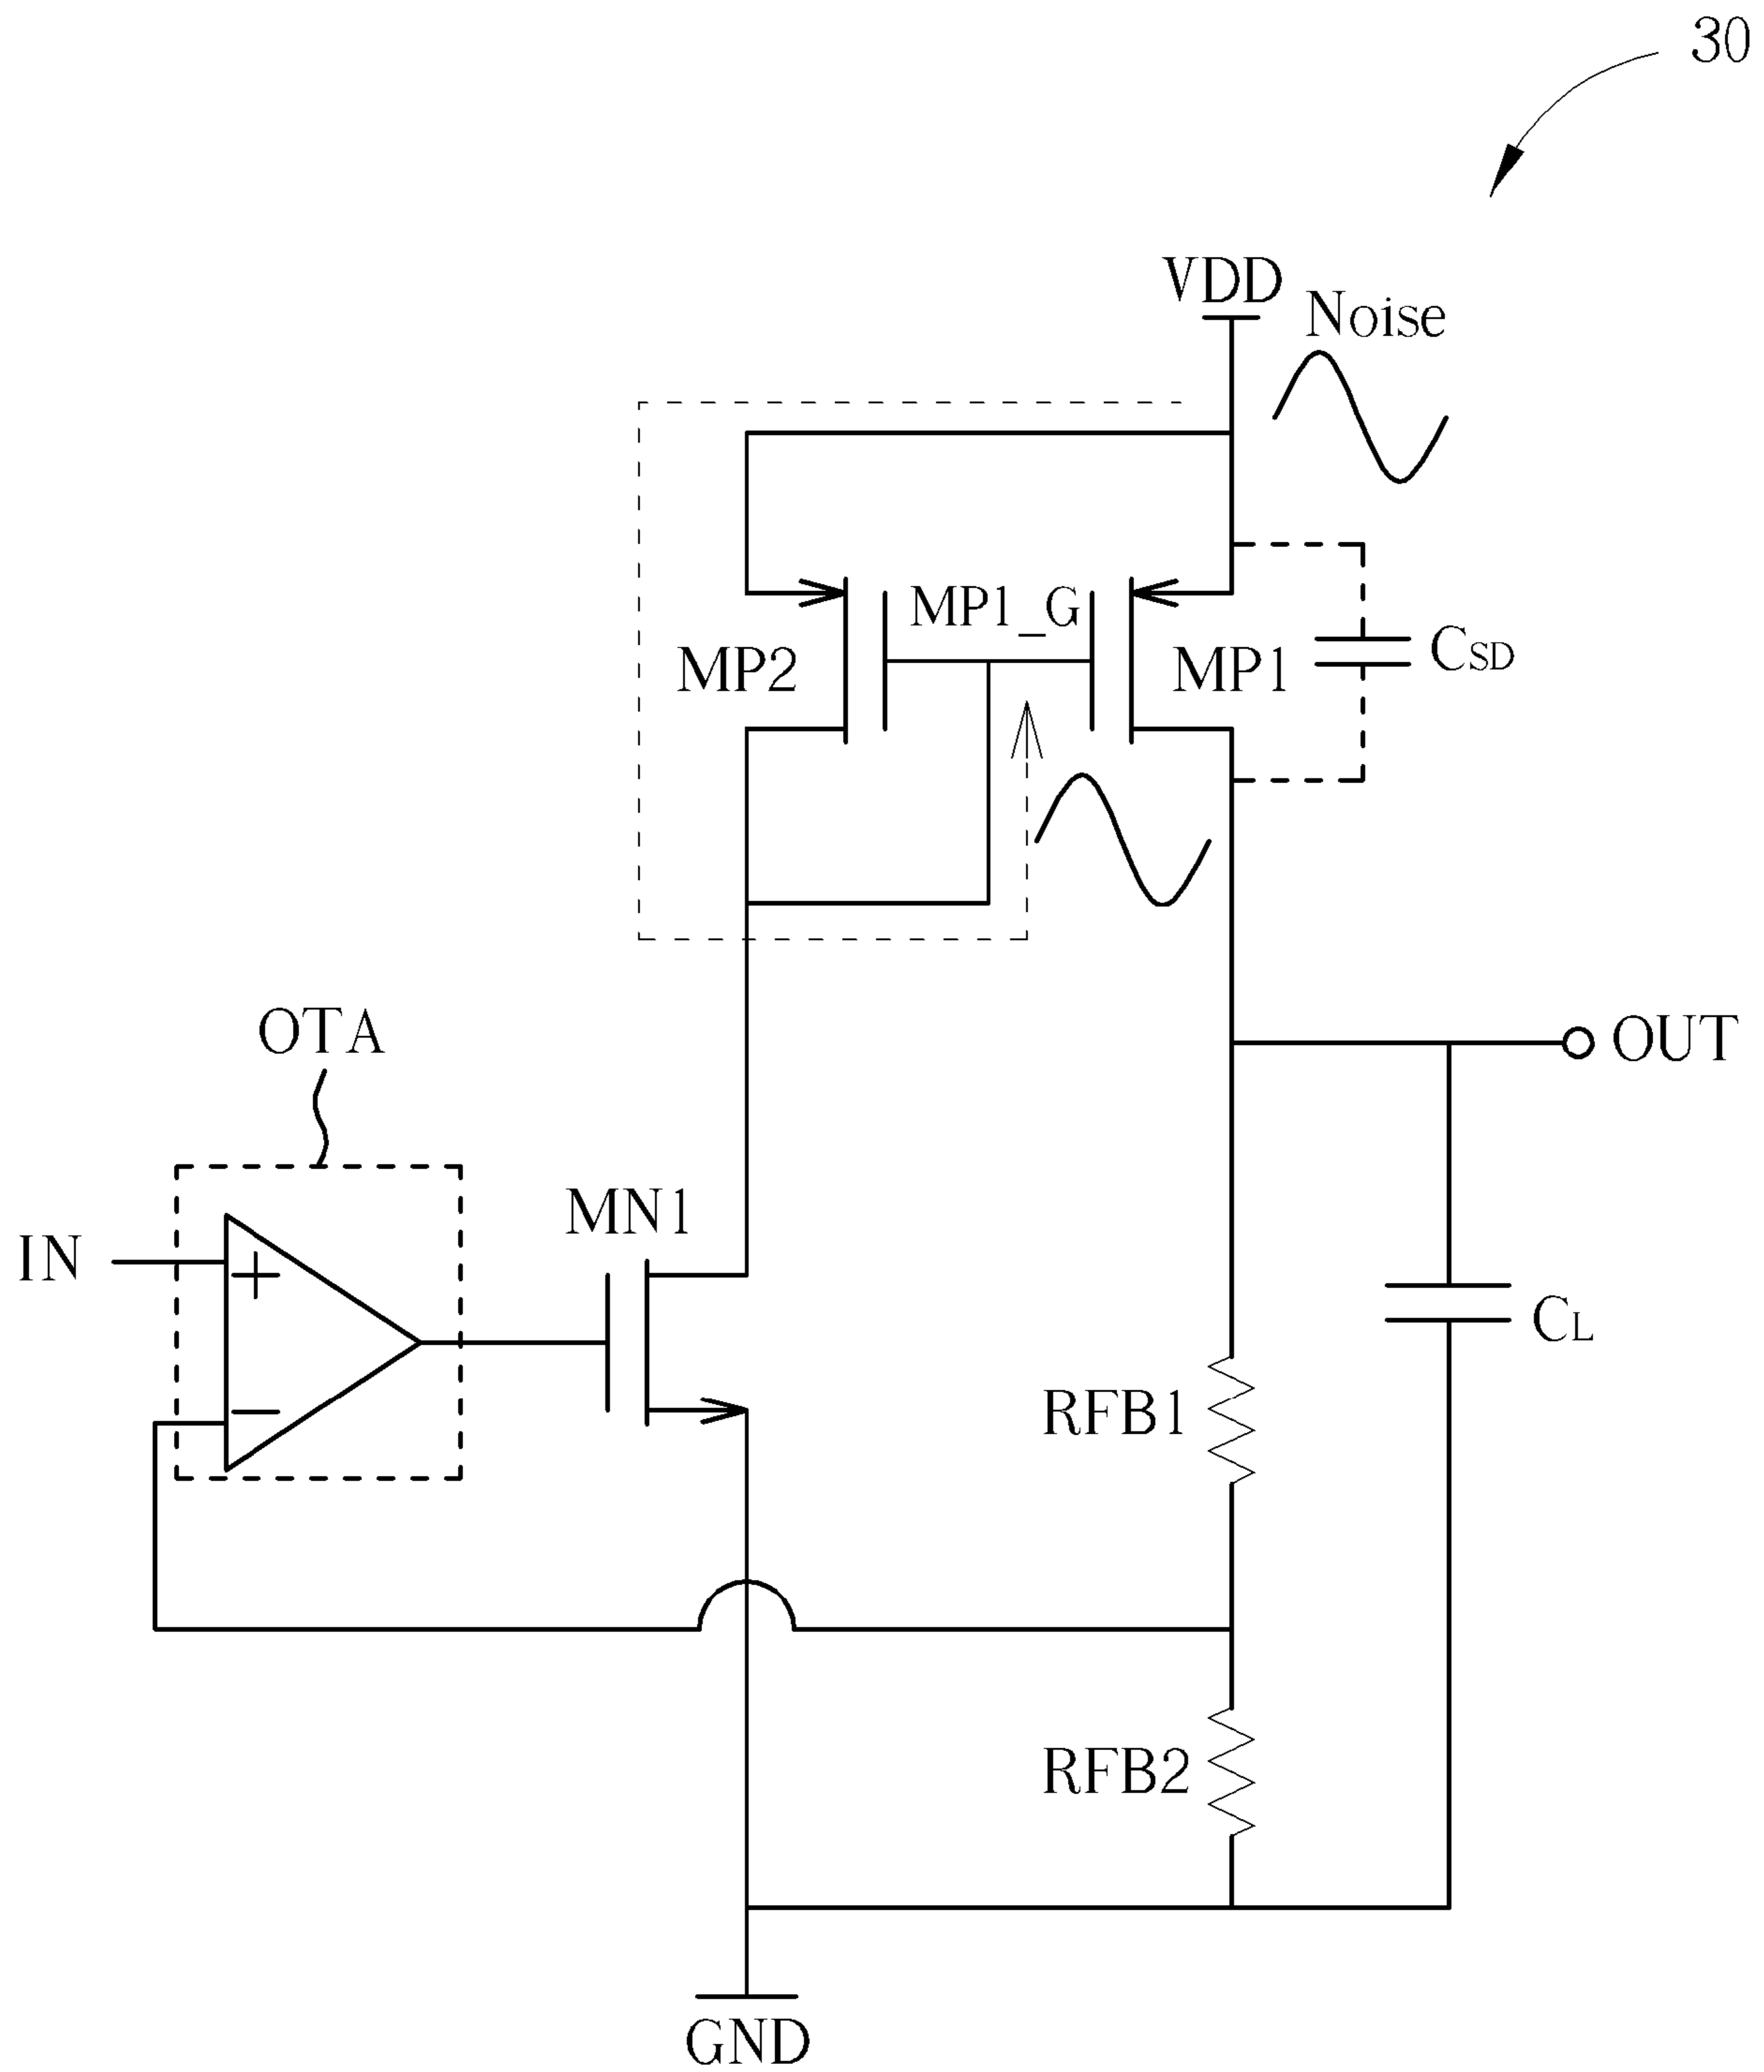 30
VDD
Noise
MP1_G
MP2
MP1
CSD
OTA
OUT
MN1
IN
+
CL
−
RFB1
RFB2
GND